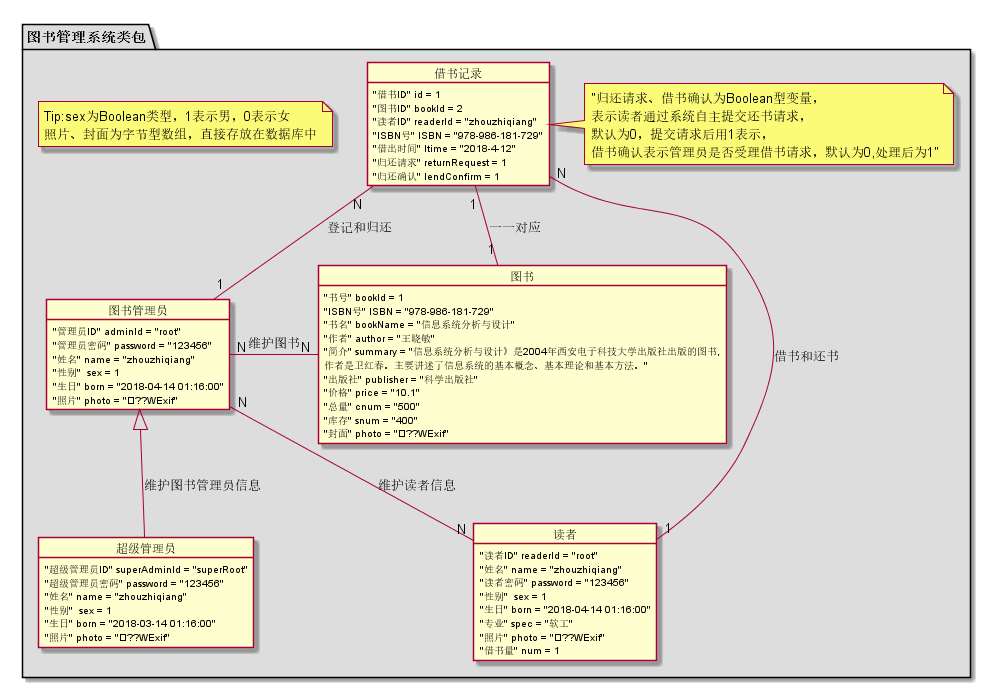 图书管理系统类包
Tip:sex为Boolean类型，1表示男，0表示女
照片、封面为字节型数组，直接存放在数据库中
借书记录
"借书ID" id = 1
"图书ID" bookId = 2
"读者ID" readerId = "zhouzhiqiang"
"ISBN号" ISBN = "978-986-181-729"
"借出时间" ltime = "2018-4-12"
"归还请求" returnRequest = 1
"归还确认" lendConfirm = 1
"归还请求、借书确认为Boolean型变量，
表示读者通过系统自主提交还书请求，
默认为0，提交请求后用1表示，
借书确认表示管理员是否受理借书请求，默认为0,处理后为1"
N
登记和归还
1
1
一一对应
1
N
借书和还书
1
图书管理员
"管理员ID" adminId = "root"
"管理员密码" password = "123456"
"姓名" name = "zhouzhiqiang"
"性别"  sex = 1
"生日" born = "2018-04-14 01:16:00"
"照片" photo = "□??WExif"
N
维护图书
N
图书
"书号" bookId = 1
"ISBN号" ISBN = "978-986-181-729"
"书名" bookName = "信息系统分析与设计"
"作者" author = "王晓敏"
"简介" summary = "信息系统分析与设计》是2004年西安电子科技大学出版社出版的图书,
作者是卫红春。主要讲述了信息系统的基本概念、基本理论和基本方法。"
"出版社" publisher = "科学出版社"
"价格" price = "10.1"
"总量" cnum = "500"
"库存" snum = "400"
"封面" photo = "□??WExif"
N
维护读者信息
N
维护图书管理员信息
超级管理员
"超级管理员ID" superAdminId = "superRoot"
"超级管理员密码" password = "123456"
"姓名" name = "zhouzhiqiang"
"性别"  sex = 1
"生日" born = "2018-03-14 01:16:00"
"照片" photo = "□??WExif"
读者
"读者ID" readerId = "root"
"姓名" name = "zhouzhiqiang"
"读者密码" password = "123456"
"性别"  sex = 1
"生日" born = "2018-04-14 01:16:00"
"专业" spec = "软工"
"照片" photo = "□??WExif"
"借书量" num = 1